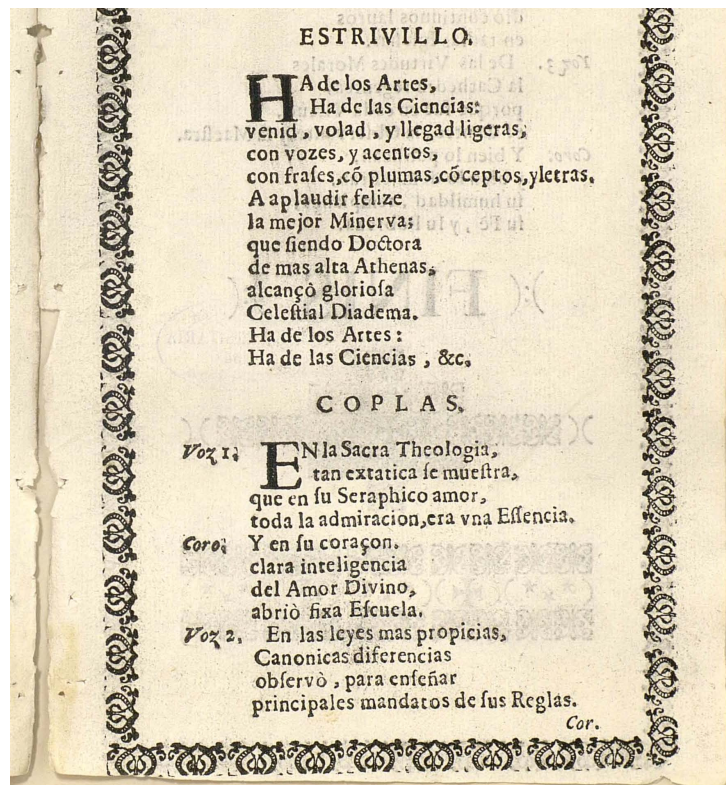 ESTRIVILLO.
HA de los Artes,
Ha de las Ciencias:
venid, volad, y llegad ligeras,
con vozes, y acentos,
con fraſes, cõ plumas, cõceptos, y letras.
A aplaudir felize
la mejor Minerva;
que ſiendo Doctora
de mas alta Athenas,
alcançò glorioſa
Celeſtial Diadema.
Ha de los Artes:
Ha de las Ciencias, &c.
COPLAS.
Voz 1. EN la Sacra Theologia,
tan extatica ſe mueſtra,
que en ſu Seraphico amor,
toda la admiracion, era vna Eſſencia.
Coro. Y en ſu coraçon.
clara inteligencia
del Amor Divino,
abriò fixa Eſcuela.
Voz 2. En las leyes mas propicias,
Canonicas diferencias
obſervò, para enſeñar
principales mandatos de ſus Reglas.
Cor.